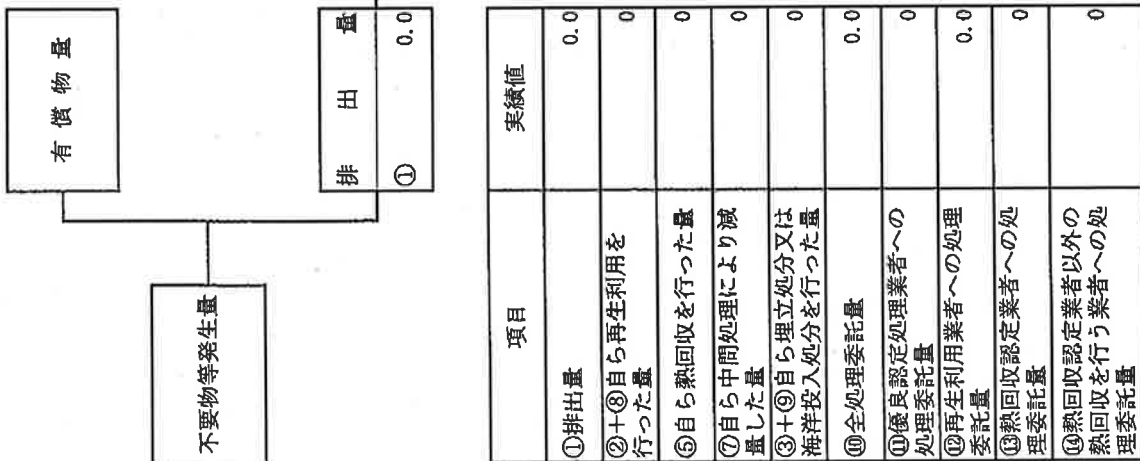 有償物量
不要物等発生量
排出量
① 0.0
項目 実績値
①排出量 0.0
②+⑧自ら再生利用を
行った量 0
⑤自ら熱回収を行った量 0
⑦自ら中間処理により減
量した量 0
③+⑨自ら埋立処分又は
海洋投入処分を行った量 0
⑩全処理委託量 0.0
⑪優良認定処理業者への
処理委託量 0
⑫再生利用業者への処理
委託量 0.0
⑬熱回収認定業者への処
理委託量 0
⑭熱回収認定業者以外の
熱回収を行う業者への処
理委託量 0